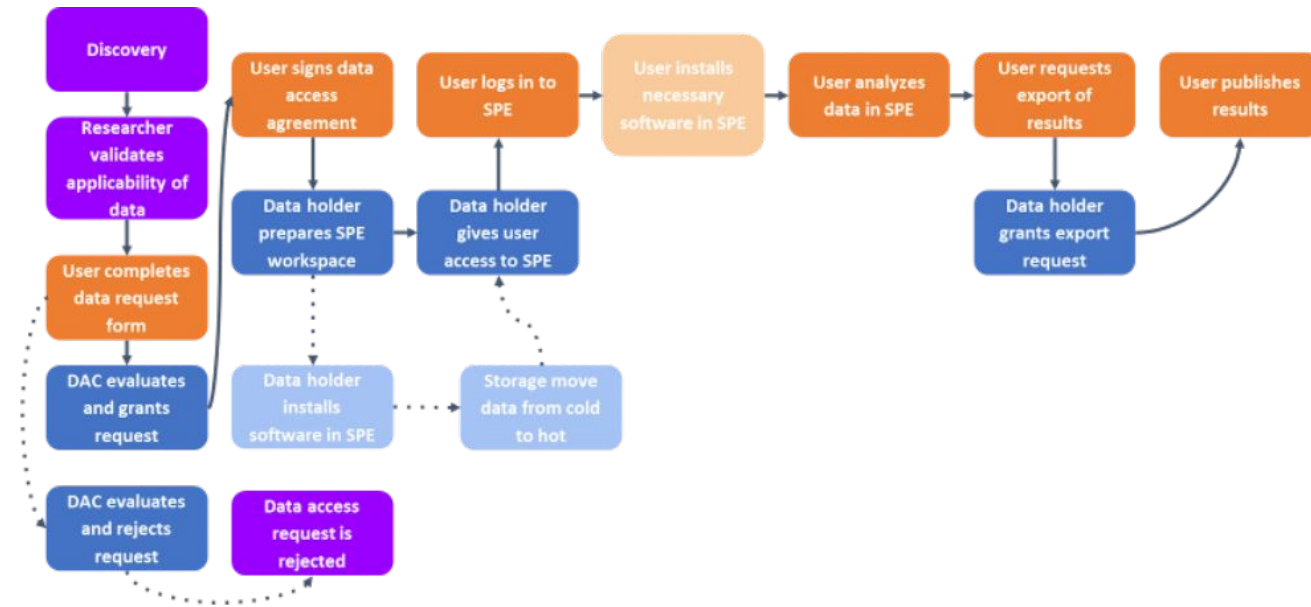 Discovery
Researcher
validates
applicability of
data
User completes
data request
form
DAC evaluates
and grants
request
DAC evaluates
and rejects
request
Data access
request is
rejected
User signs data
access
agreement
Data holder
prepares SPE
workspace
Data holder
installs
software in SPE
Storage move
data from cold
to hot
Data holder
gives user
access to SPE
User logs in to
SPE
User installs
necessary
software in SPE
User analyzes
data in SPE
User requests
export of
results
Data holder
grants export
request
User publishes
results